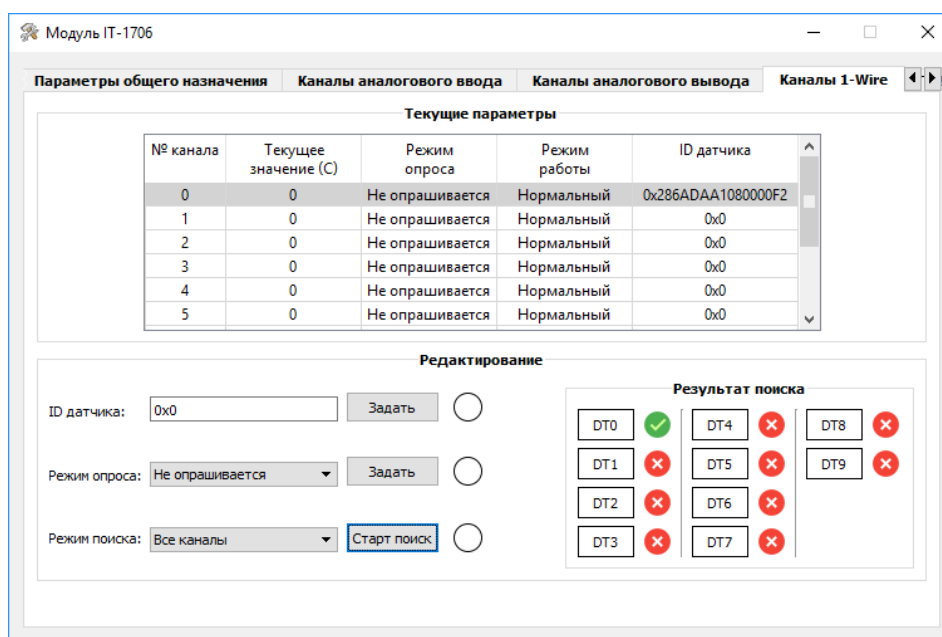 Модуль IT-1706
Параметры общего назначения Каналы аналогового ввода Каналы аналогового вывода Каналы 1-Wire
Текущие параметры
№ канала Текущее значение (C) Режим опроса Режим работы ID датчика
0 0 Не опрашивается Нормальный 0x286ADAA1080000F2
1 0 Не опрашивается Нормальный 0x0
2 0 Не опрашивается Нормальный 0x0
3 0 Не опрашивается Нормальный 0x0
4 0 Не опрашивается Нормальный 0x0
5 0 Не опрашивается Нормальный 0x0
Редактирование
ID датчика: 0x0 Задать
Режим опроса: Не опрашивается Задать
Режим поиска: Все каналы Старт поиск
Результат поиска
DT0 DT4 DT8
DT1 DT5 DT9
DT2 DT6
DT3 DT7